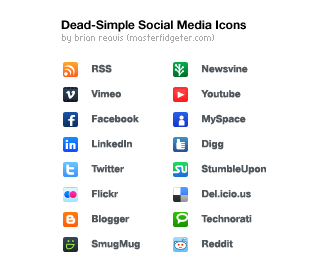 Dead-Simple Social Media Icons
by brian reavis (masterfidgeter.com)
RSS
Vimeo
Facebook
LinkedIn
Twitter
Flickr
Blogger
SmugMug
Newsvine
Youtube
MySpace
Digg
StumbleUpon
Del.icio.us
Technorati
Reddit